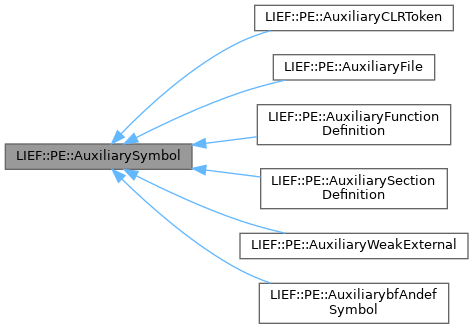 LIEF::PE::AuxiliaryCLRToken
LIEF::PE::AuxiliaryFile
LIEF::PE::AuxiliaryFunction
Definition
LIEF::PE::AuxiliarySymbol
LIEF::PE::AuxiliarySection
Definition
LIEF::PE::AuxiliaryWeakExternal
LIEF::PE::AuxiliarybfAndef
Symbol